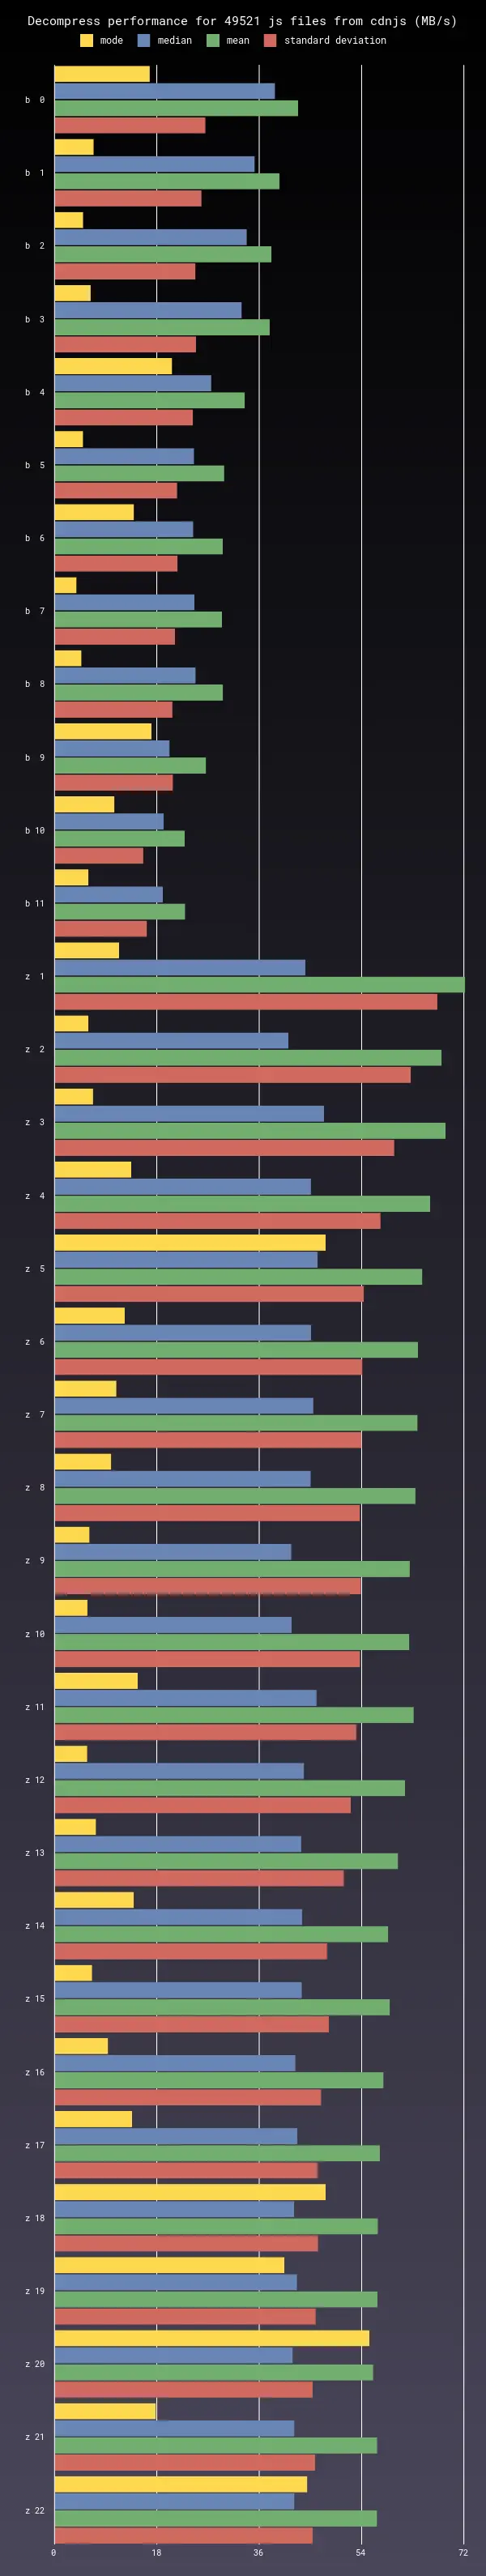 Decompress performance for 49521 js files from cdnjs (MB/s)
mode median mean standard deviation
b 0
b 1
b 2
b 3
b 4
b 5
b 6
b 7
b 8
b 9
b 10
b 11
z 1
z 2
z 3
z 4
z 5
z 6
z 7
z 8
z 9
z 10
z 11
z 12
z 13
z 14
z 15
z 16
z 17
z 18
z 19
z 20
z 21
z 22
0 18 36 54 72